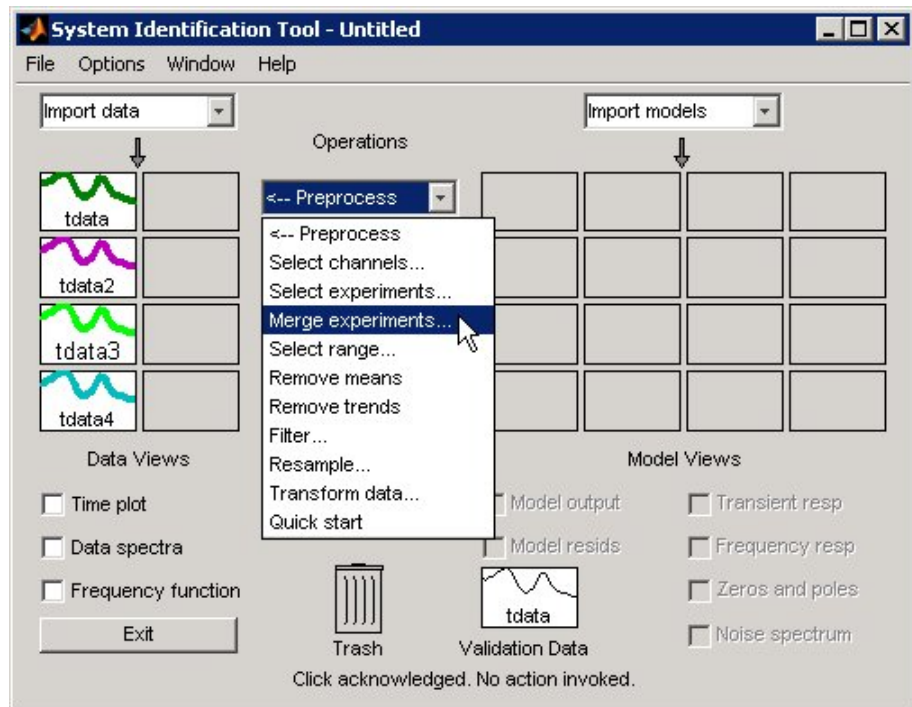 System Identification Tool - Untitled
File Options Window Help
Import data
Import models
Operations
<-- Preprocess
tdata
tdata2
tdata3
tdata4
<-- Preprocess
Select channels...
Select experiments...
Merge experiments...
Select range...
Remove means
Remove trends
Filter...
Resample...
Transform data...
Quick start
Data Views
Time plot
Data spectra
Frequency function
Exit
Trash
tdata
Validation Data
Model Views
Model output
Model resids
Transient resp
Frequency resp
Zeros and poles
Noise spectrum
Click acknowledged. No action invoked.